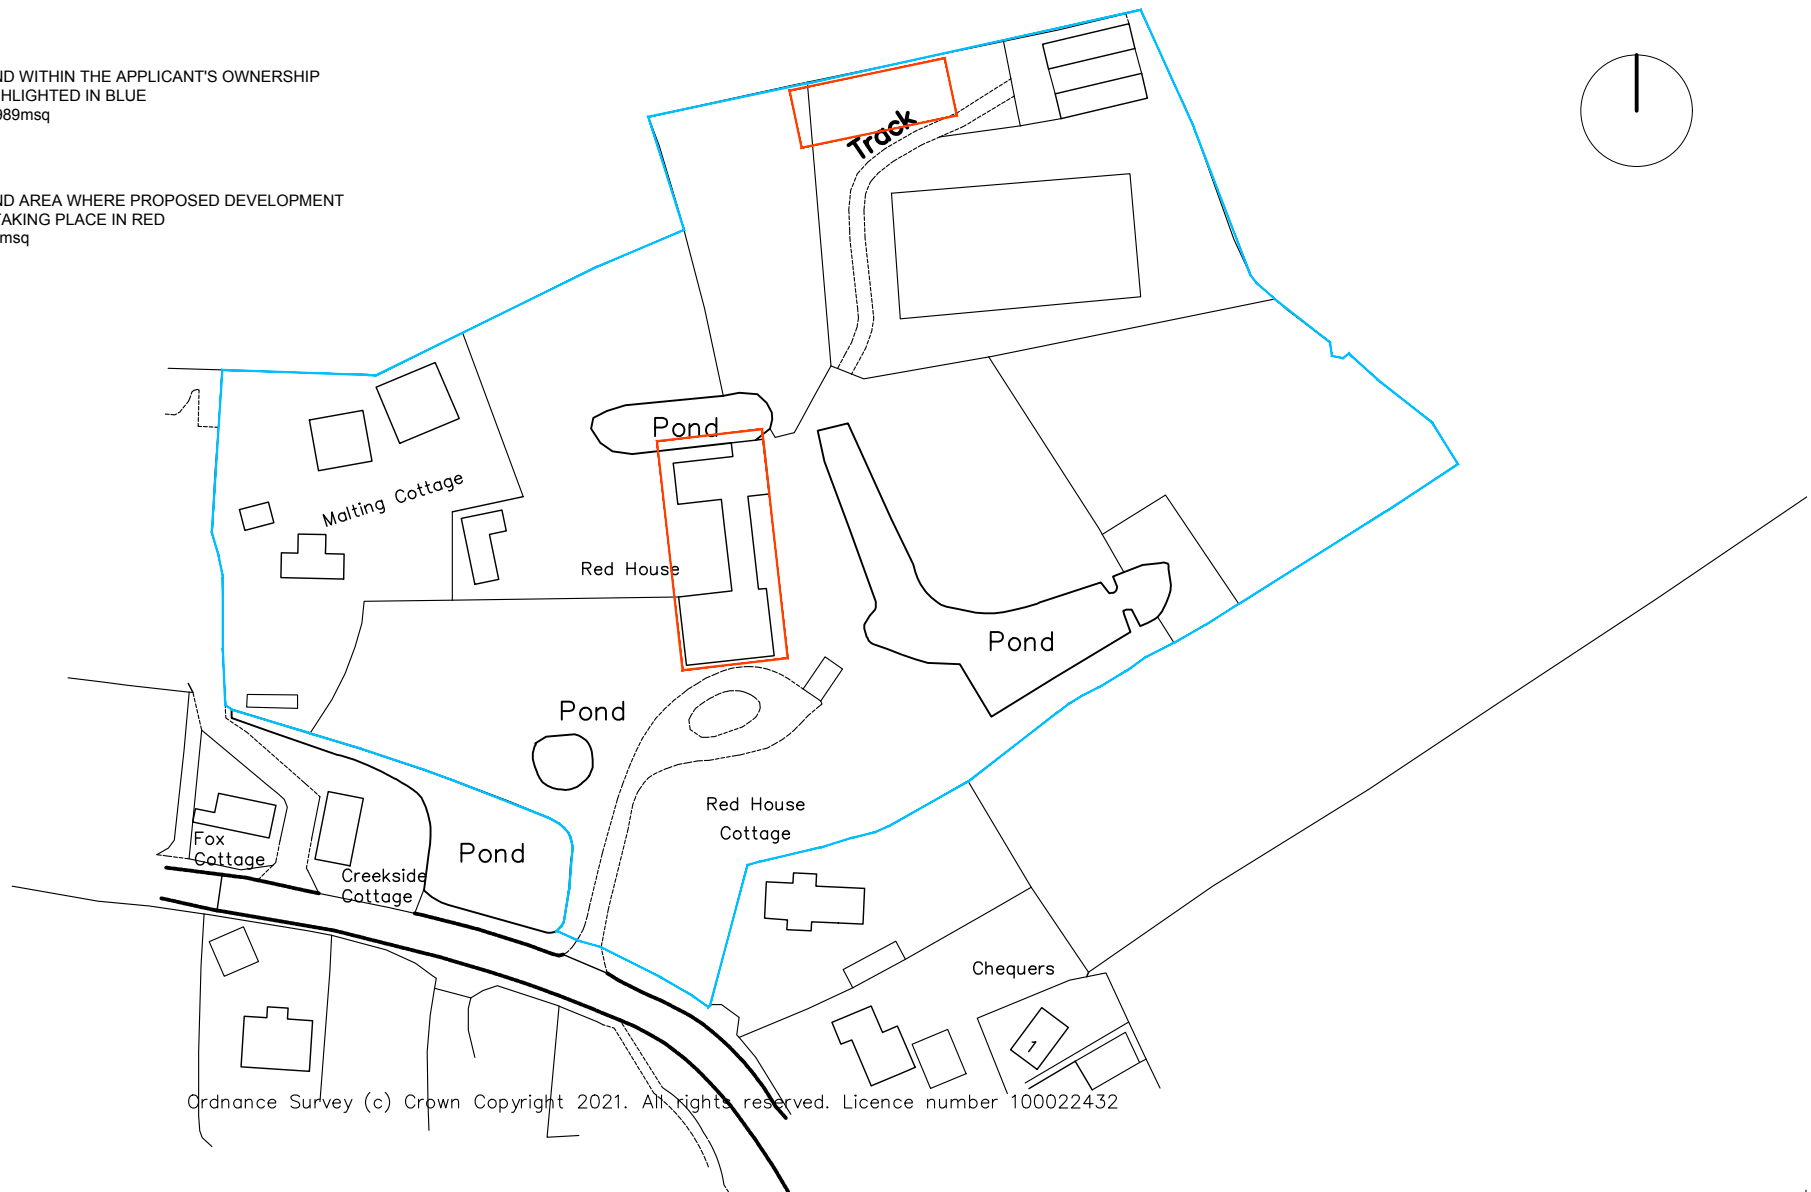 ND WITHIN THE APPLICANT'S OWNERSHIP
HLIGHTED IN BLUE
989msq
ND AREA WHERE PROPOSED DEVELOPMENT
TAKING PLACE IN RED
msq
Track
Pond
Malting Cottage
Red House
Pond
Pond
Red House
Cottage
Fox
Cottage
Pond
Creekside
Cottage
Chequers
1
Ordnance Survey (c) Crown Copyright 2021. All rights reserved. Licence number 100022432